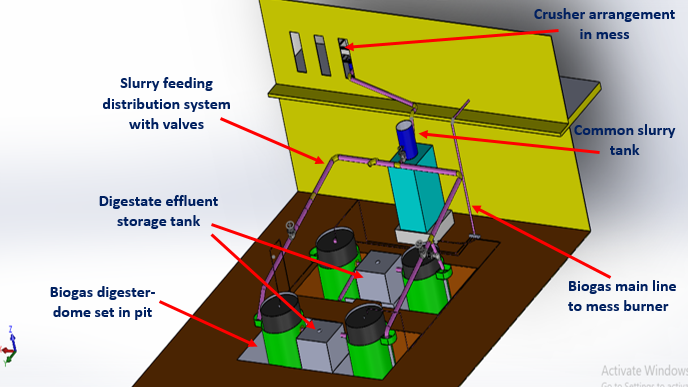 Crusher arrangement
in mess
Slurry feeding
distribution system
with valves
Common slurry
tank
Digestate effluent
storage tank
Biogas digester-
dome set in pit
Biogas main line
to mess burner
Z
Activate Windows